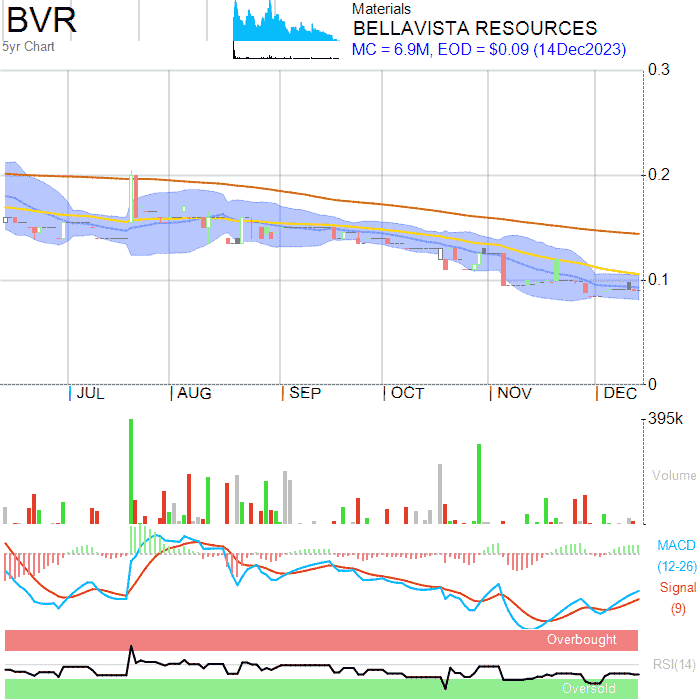 BVR
5yr Chart
Materials
BELLAVISTA RESOURCES
MC = 6.9M, EOD = $0.09 (14Dec2023)
0.3
0.2
0.1
0
JUL
AUG
SEP
OCT
NOV
DEC
395k
Volume
MACD
(12-26)
Signal
(9)
Overbought
RSI(14)
Oversold